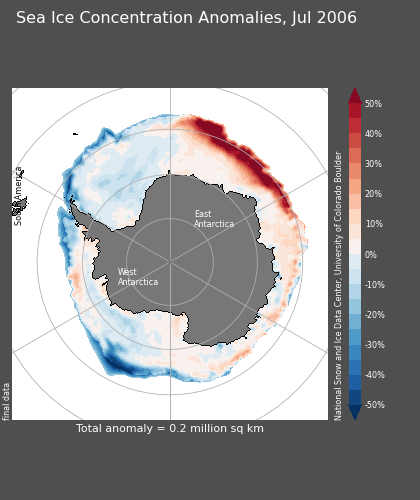 Sea Ice Concentration Anomalies, Jul 2006
South America
East
Antarctica
West
Antarctica
50%
40%
30%
20%
10%
0%
-10%
-20%
-30%
-40%
-50%
National Snow and Ice Data Center, University of Colorado Boulder
final data
Total anomaly = 0.2 million sq km